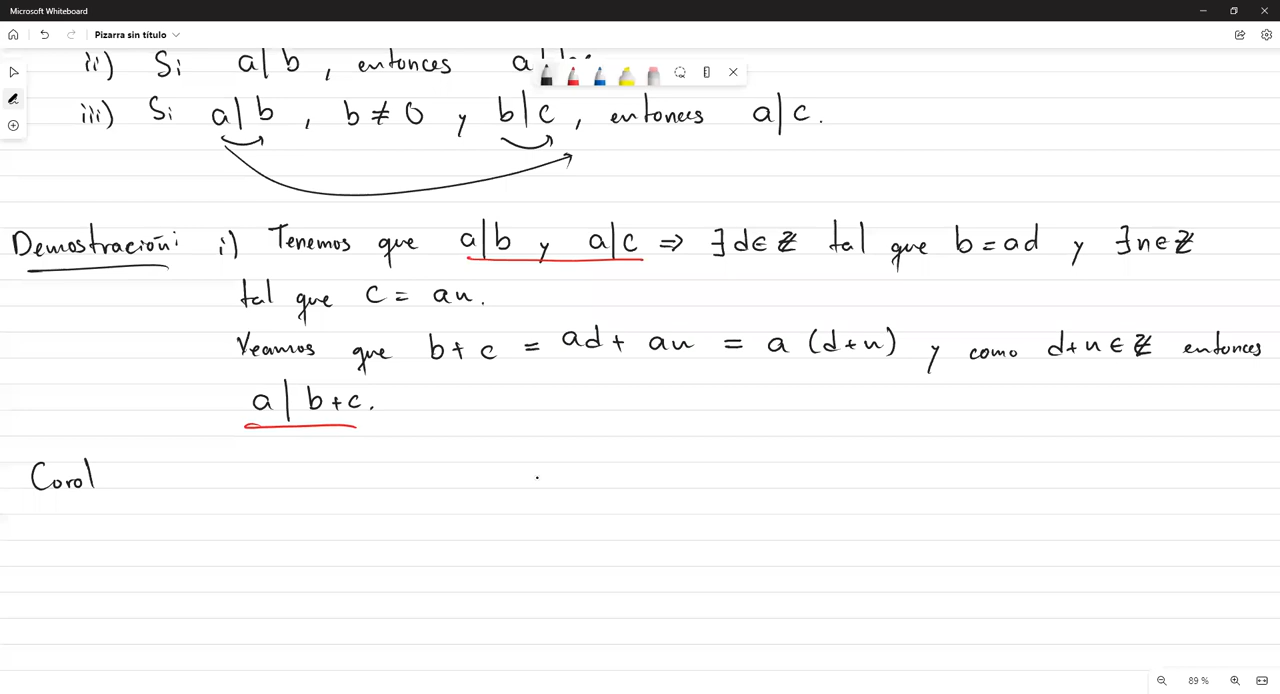 Microsoft Whiteboard
Pizarra sin título
ii) Si a|b, entonces
iii) Si a|b, b≠0 y b|c, entonces a|c.
Demostración: i) Tenemos que a|b y a|c ⇒ ∃d∈ℤ tal que b=ad y ∃n∈ℤ
tal que c= an.
Veamos que b+c = ad+an = a(d+n) y como d+n∈ℤ entonces
a|b+c.
Corol
89 %